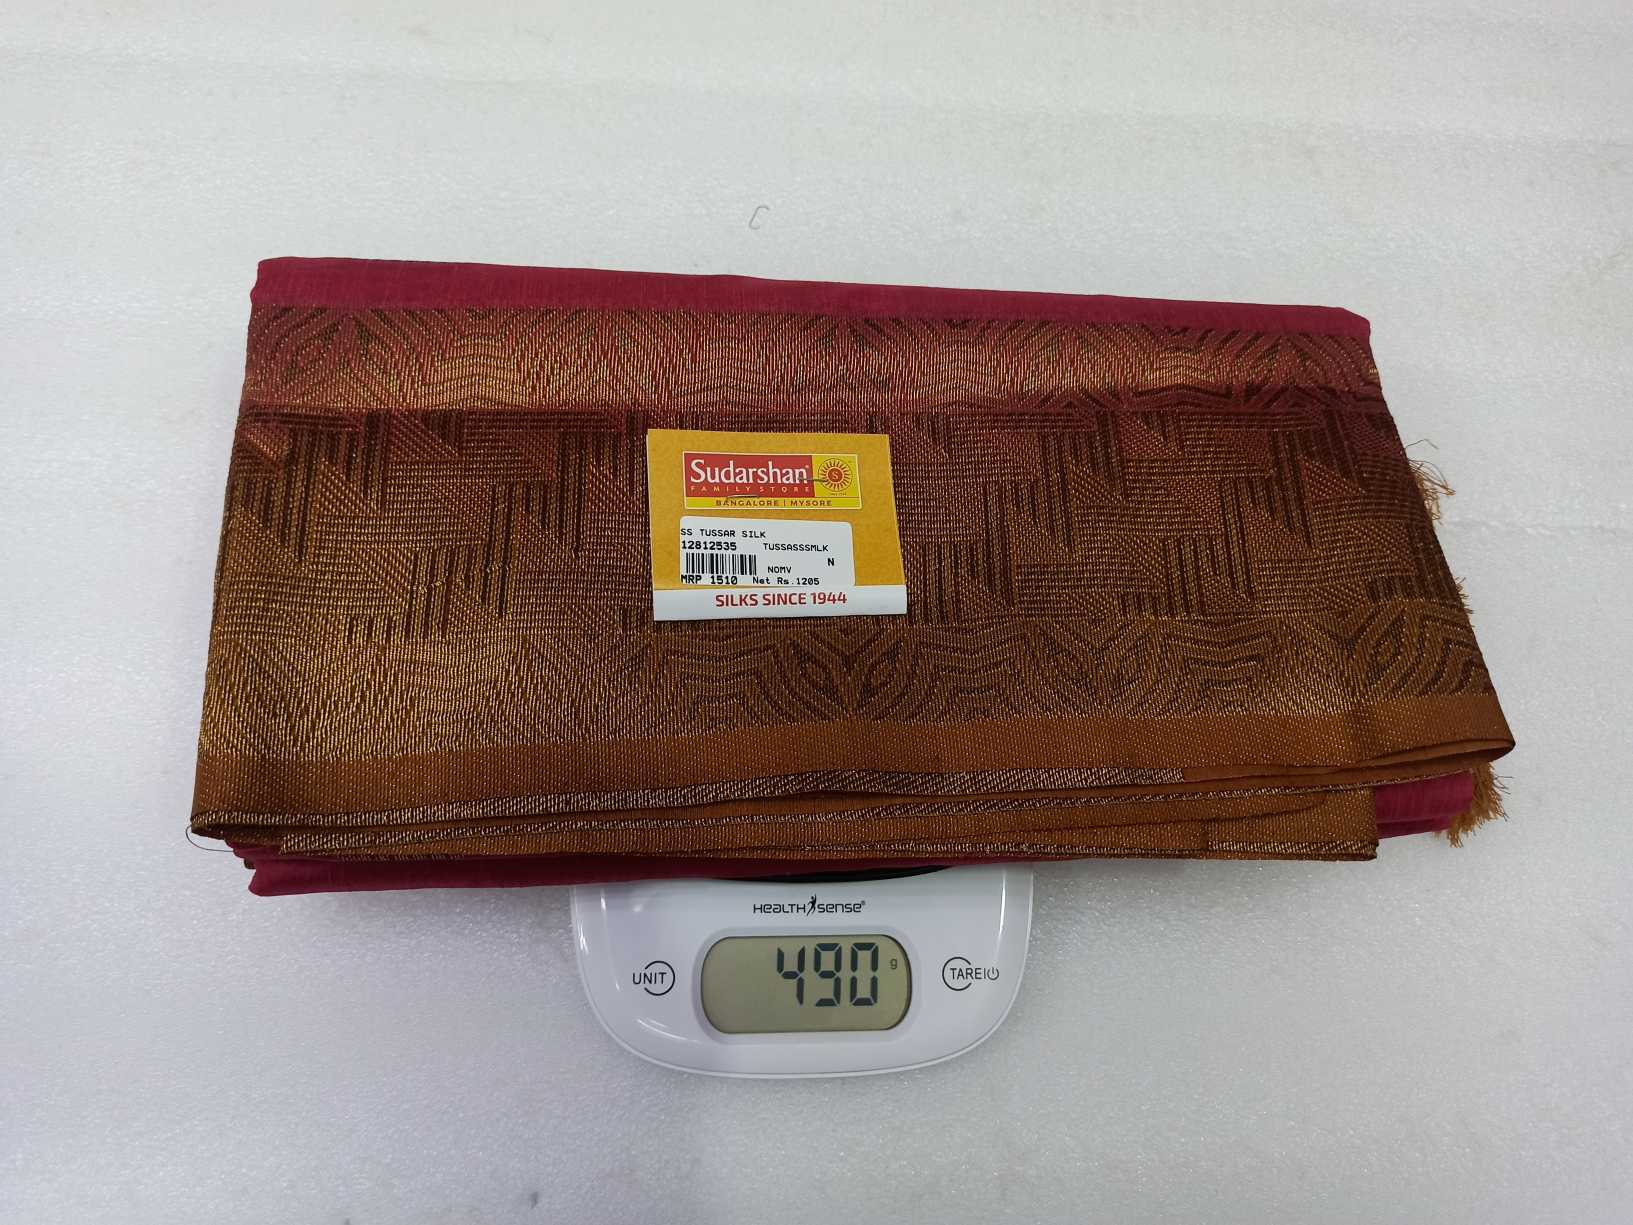 Sudarshan®
FAMILY STORE
BANGALORE | MYSORE
SS TUSSAR SILK
12812535 TUSSASSSMLK
N
NOMV
MRP 1510 Net Rs.1205
SILKS SINCE 1944
HEALTH SENSE®
UNIT
490 g
TARE